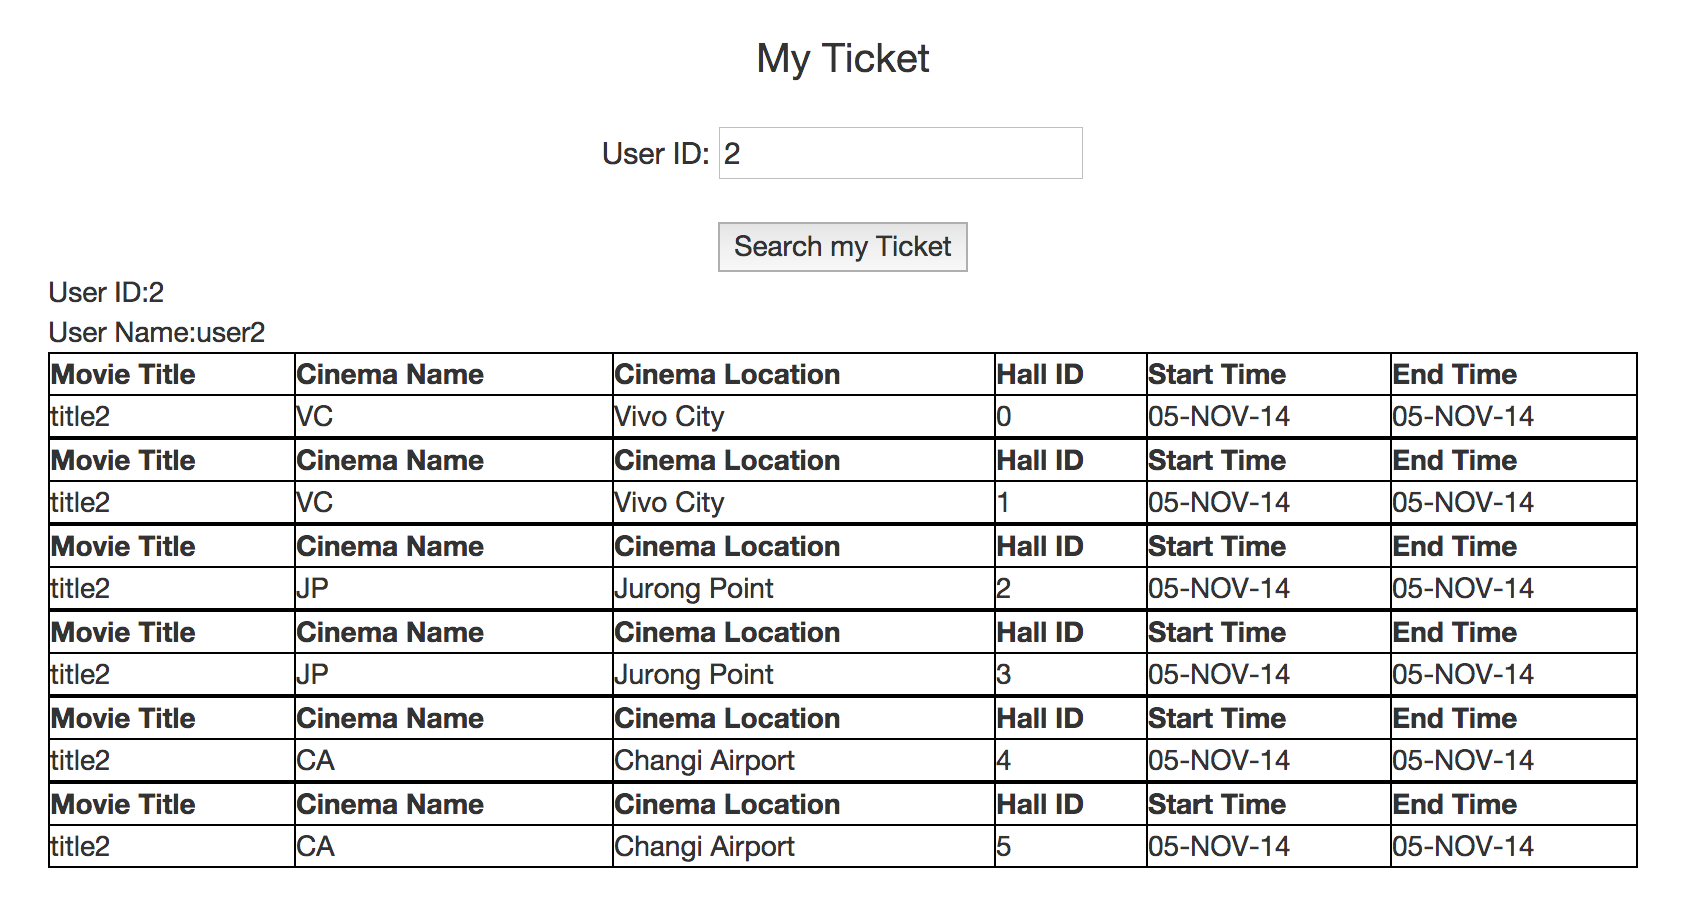 My Ticket
User ID: 2
Search my Ticket
User ID:2
User Name:user2
Movie Title Cinema Name Cinema Location Hall ID Start Time End Time
title2 VC Vivo City 0 05-NOV-14 05-NOV-14
Movie Title Cinema Name Cinema Location Hall ID Start Time End Time
title2 VC Vivo City 1 05-NOV-14 05-NOV-14
Movie Title Cinema Name Cinema Location Hall ID Start Time End Time
title2 JP Jurong Point 2 05-NOV-14 05-NOV-14
Movie Title Cinema Name Cinema Location Hall ID Start Time End Time
title2 JP Jurong Point 3 05-NOV-14 05-NOV-14
Movie Title Cinema Name Cinema Location Hall ID Start Time End Time
title2 CA Changi Airport 4 05-NOV-14 05-NOV-14
Movie Title Cinema Name Cinema Location Hall ID Start Time End Time
title2 CA Changi Airport 5 05-NOV-14 05-NOV-14